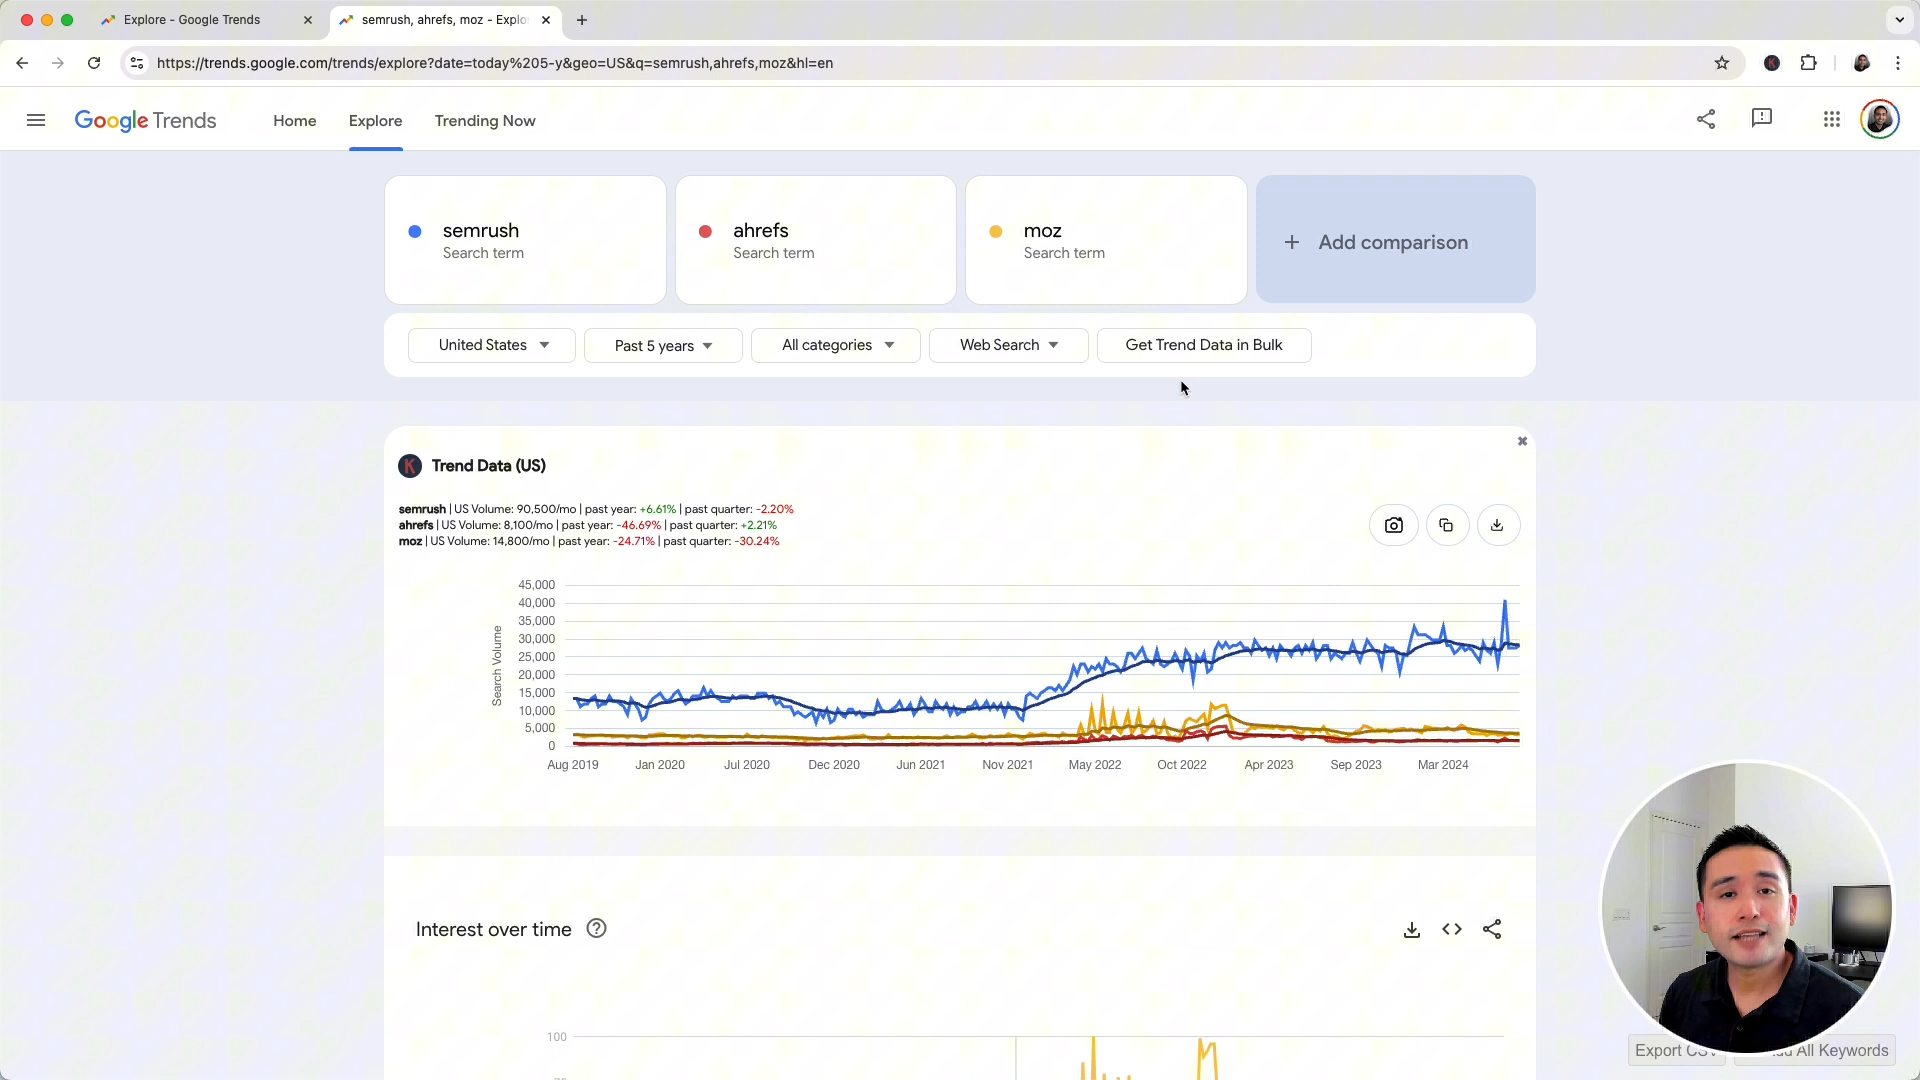 Explore - Google Trends
semrush, ahrefs, moz - Explo
https://trends.google.com/trends/explore?date=today%205-y&geo=US&q=semrush,ahrefs,moz&hl=en
Google Trends
Home
Explore
Trending Now
semrush
Search term
ahrefs
Search term
moz
Search term
+ Add comparison
United States
Past 5 years
All categories
Web Search
Get Trend Data in Bulk
K
Trend Data (US)
semrush | US Volume: 90,500/mo | past year: +6.61% | past quarter: -2.20%
ahrefs | US Volume: 8,100/mo | past year: -46.69% | past quarter: +2.21%
moz | US Volume: 14,800/mo | past year: -24.71% | past quarter: -30.24%
Search Volume
45,000
40,000
35,000
30,000
25,000
20,000
15,000
10,000
5,000
0
Aug 2019
Jan 2020
Jul 2020
Dec 2020
Jun 2021
Nov 2021
May 2022
Oct 2022
Apr 2023
Sep 2023
Mar 2024
Interest over time
100
Export
All Keywords